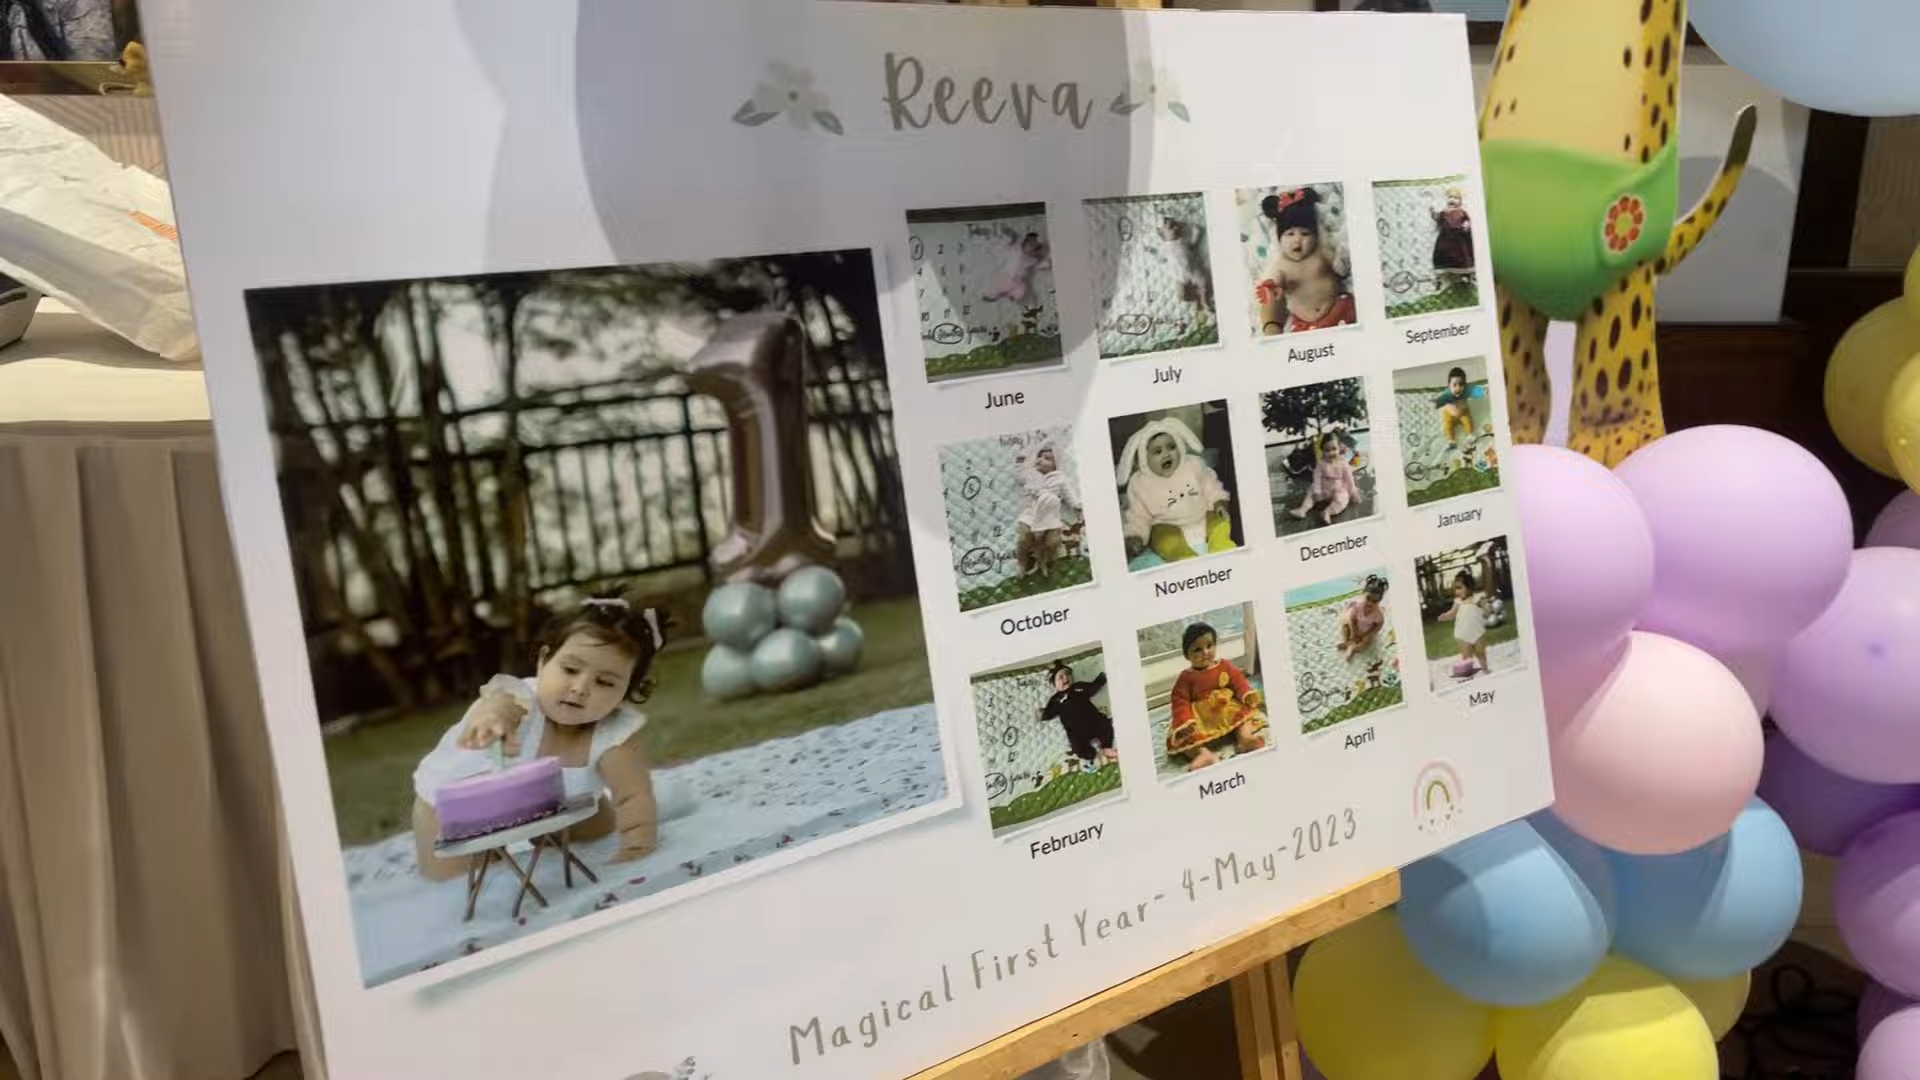 Reeva
June
July
August
September
October
November
December
January
February
March
April
May
Magical First Year- 4-May-2023